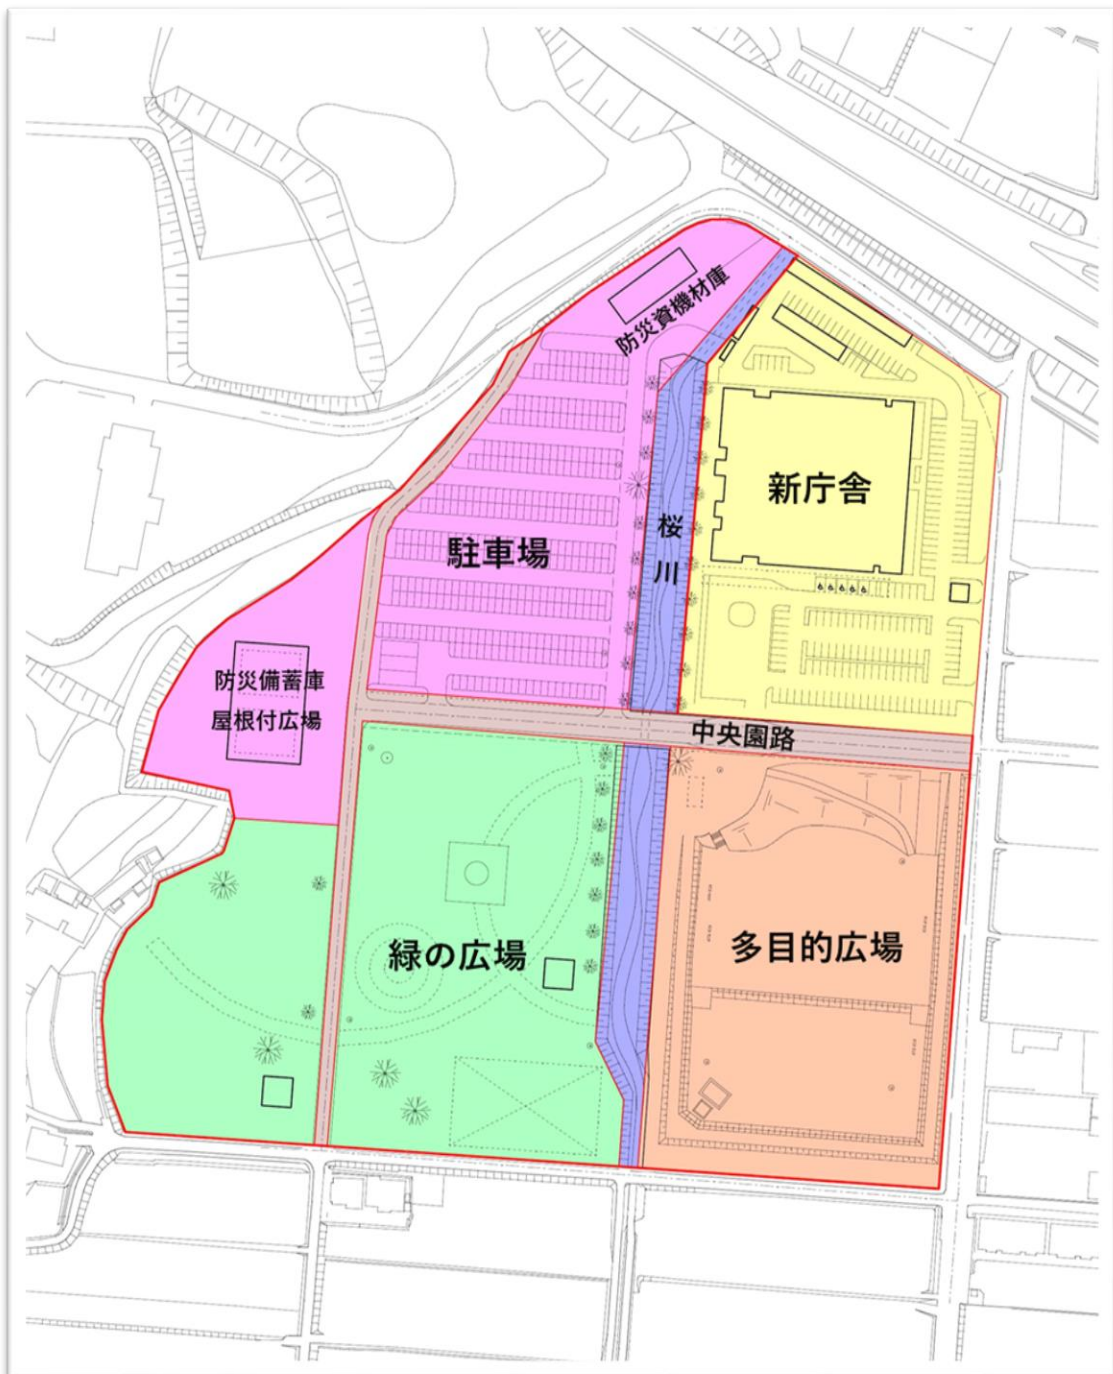 防災資機材庫
新庁舎
桜川
駐車場
防災備蓄庫
屋根付広場
中央園路
緑の広場
多目的広場